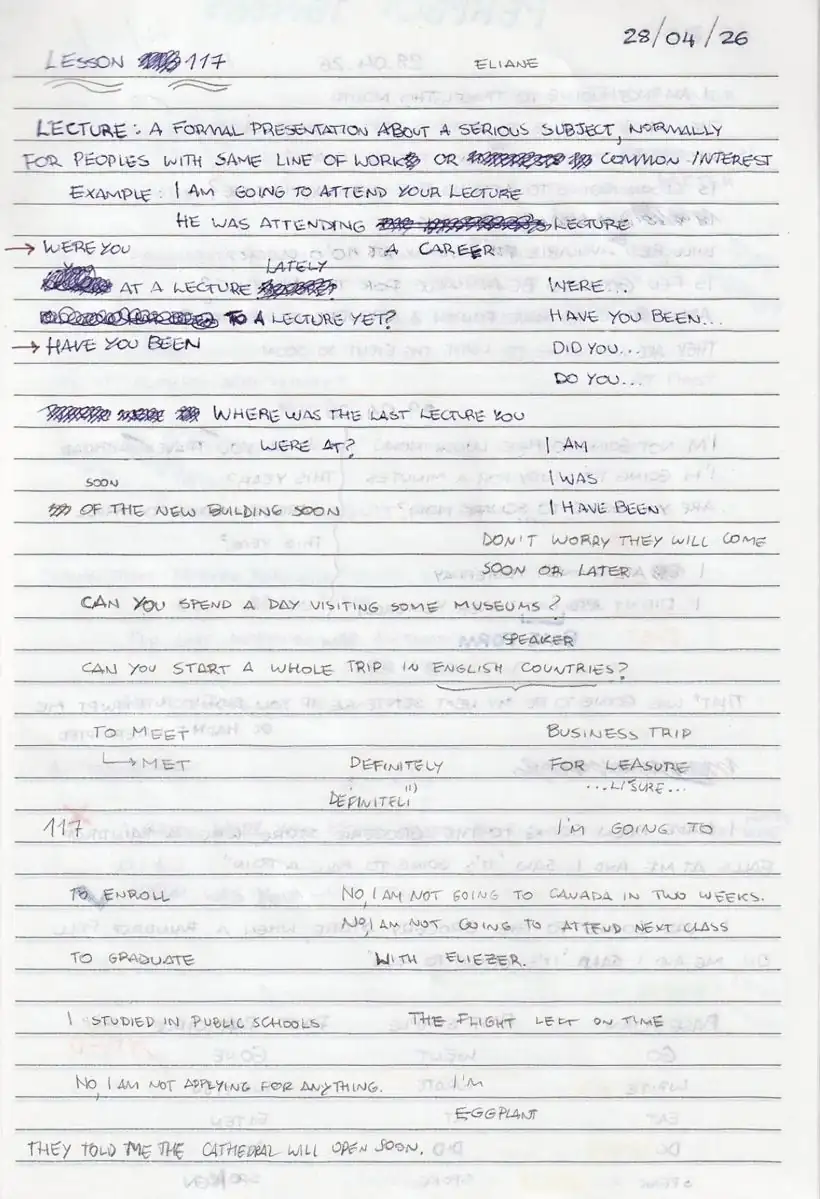 28/04/26
LESSON 117
ELIANE
LECTURE: A FORMAL PRESENTATION ABOUT A SERIOUS SUBJECT, NORMALLY
FOR PEOPLES WITH SAME LINE OF WORK OR COMMON INTEREST
EXAMPLE: I AM GOING TO ATTEND YOUR LECTURE
HE WAS ATTENDING LECTURE
→ WERE YOU A CAREER
LATELY
AT A LECTURE ? WERE...
TO A LECTURE YET? HAVE YOU BEEN...
→ HAVE YOU BEEN DID YOU...
DO YOU...
WHERE WAS THE LAST LECTURE YOU
WERE AT? I AM
SOON I WAS
OF THE NEW BUILDING SOON I HAVE BEEN
DON'T WORRY THEY WILL COME
SOON OR LATER
CAN YOU SPEND A DAY VISITING SOME MUSEUMS?
SPEAKER
CAN YOU START A WHOLE TRIP IN ENGLISH COUNTRIES?
TO MEET BUSINESS TRIP
↳ MET DEFINITELY FOR LEASURE
DÉFINITELI ...LI'SURE...
117 I'M GOING TO
TO ENROLL NO, I AM NOT GOING TO CANADA IN TWO WEEKS.
NO, I AM NOT GOING TO ATTEND NEXT CLASS
TO GRADUATE WITH ELIEZER.
I STUDIED IN PUBLIC SCHOOLS. THE FLIGHT LEFT ON TIME
NO, I AM NOT APPLYING FOR ANYTHING. I'M
EGGPLANT
THEY TOLD ME THE CATHEDRAL WILL OPEN SOON.